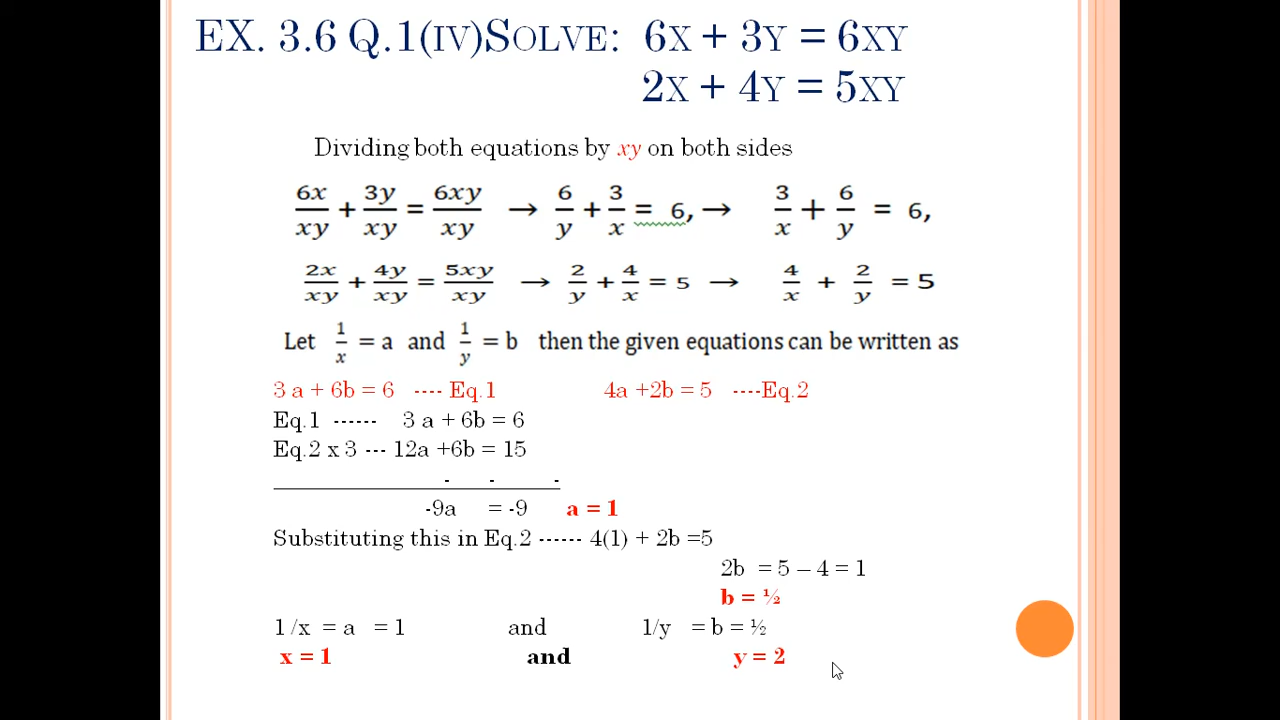 EX. 3.6 Q.1(IV)SOLVE: 6X + 3Y = 6XY
2X + 4Y = 5XY
Dividing both equations by xy on both sides
6x/xy + 3y/xy = 6xy/xy → 6/y + 3/x = 6, → 3/x + 6/y = 6,
2x/xy + 4y/xy = 5xy/xy → 2/y + 4/x = 5 → 4/x + 2/y = 5
Let 1/x = a and 1/y = b then the given equations can be written as
3 a + 6b = 6 ---- Eq.1 4a +2b = 5 ----Eq.2
Eq.1 ------ 3 a + 6b = 6
Eq.2 x 3 --- 12a +6b = 15
- - -
-9a = -9 a = 1
Substituting this in Eq.2 ------ 4(1) + 2b =5
2b = 5 – 4 = 1
b = ½
1 /x = a = 1 and 1/y = b = ½
x = 1 and y = 2